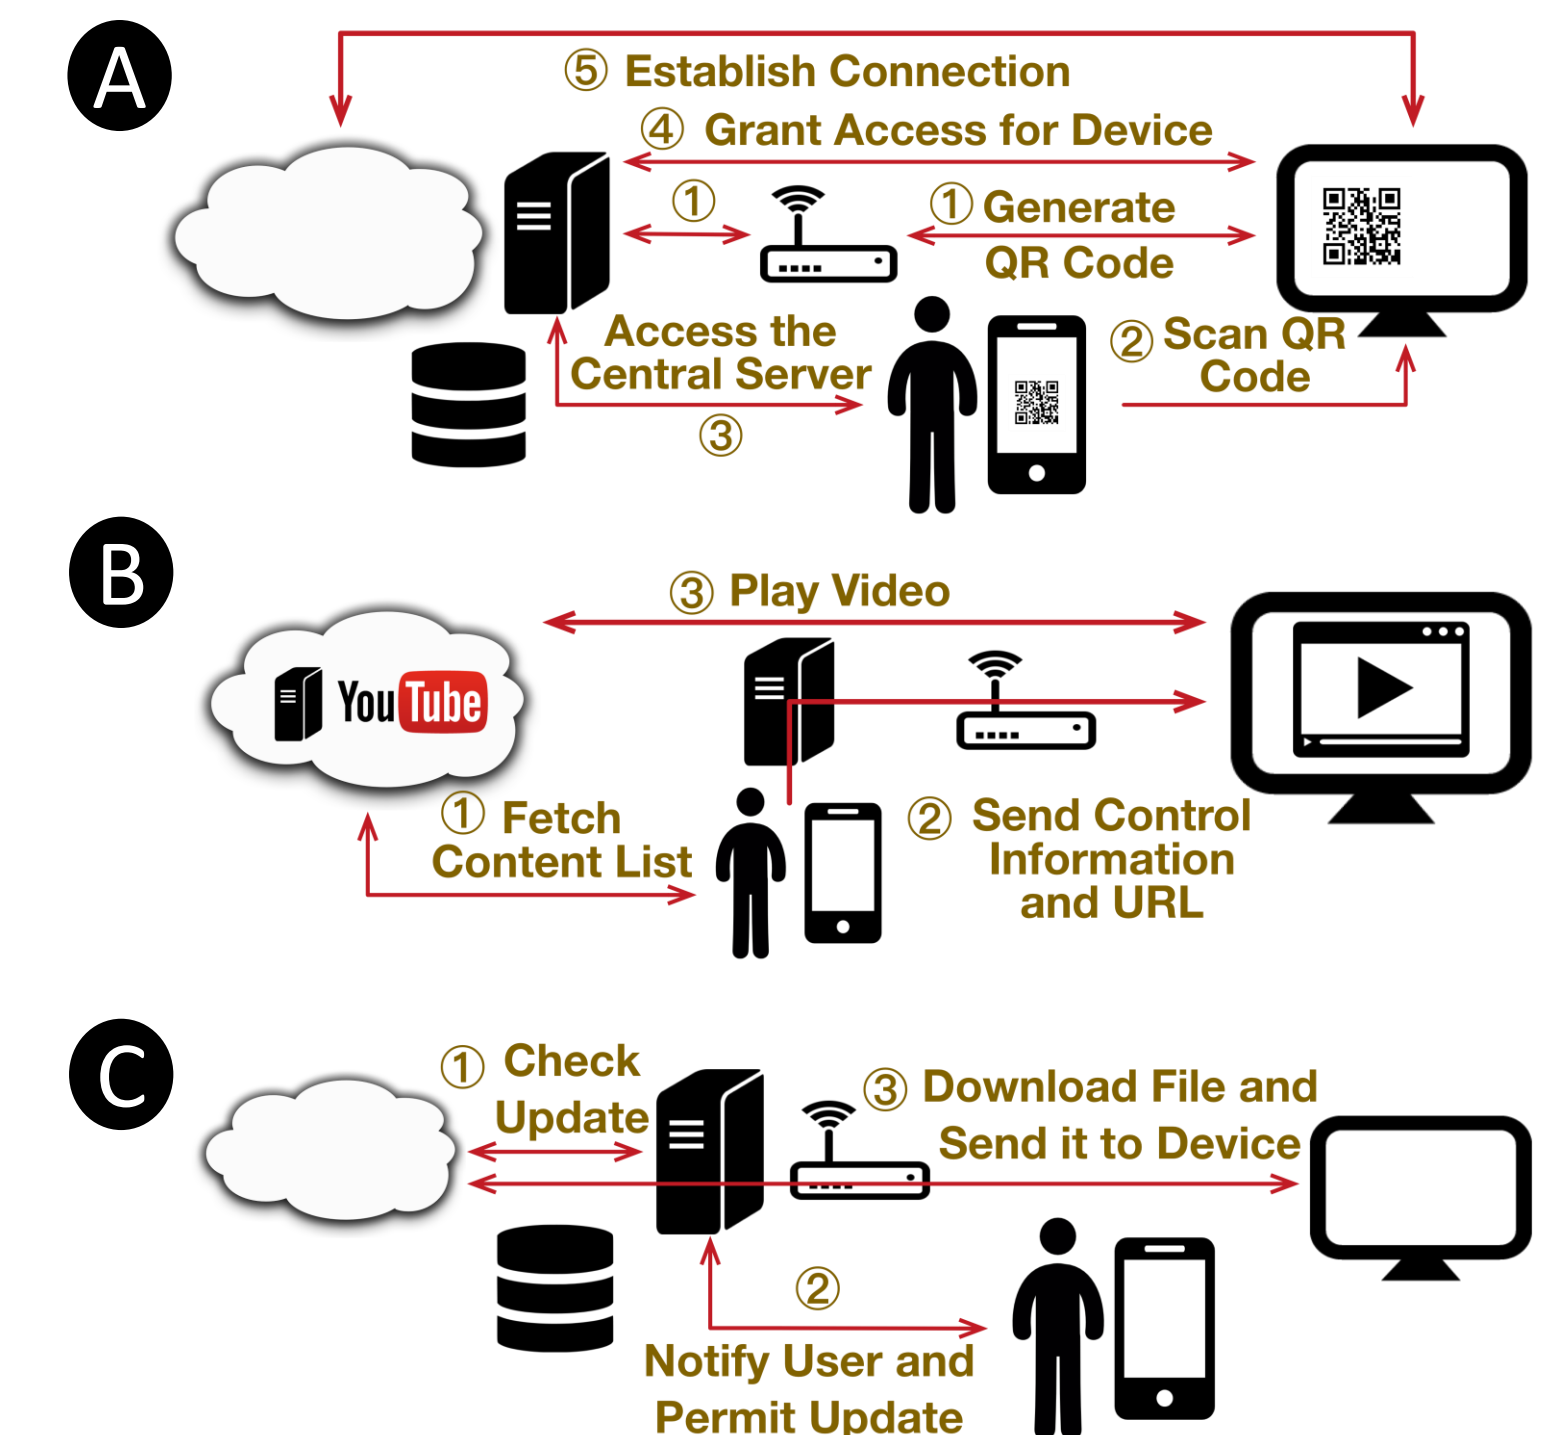 A
⑤ Establish Connection
④ Grant Access for Device
①
① Generate
QR Code
Access the
Central Server
③
② Scan QR
Code
B
③ Play Video
YouTube
① Fetch
Content List
② Send Control
Information
and URL
C
① Check
Update
③ Download File and
Send it to Device
②
Notify User and
Permit Update